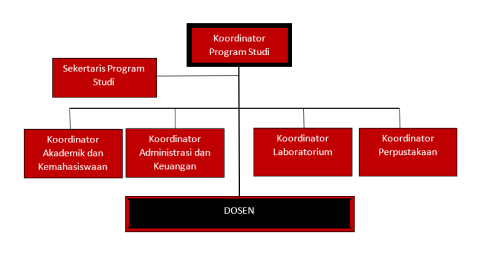 Koordinator
Program Studi
Sekertaris Program
Studi
Koordinator
Akademik dan
Kemahasiswaan
Koordinator
Administrasi dan
Keuangan
Koordinator
Laboratorium
Koordinator
Perpustakaan
DOSEN